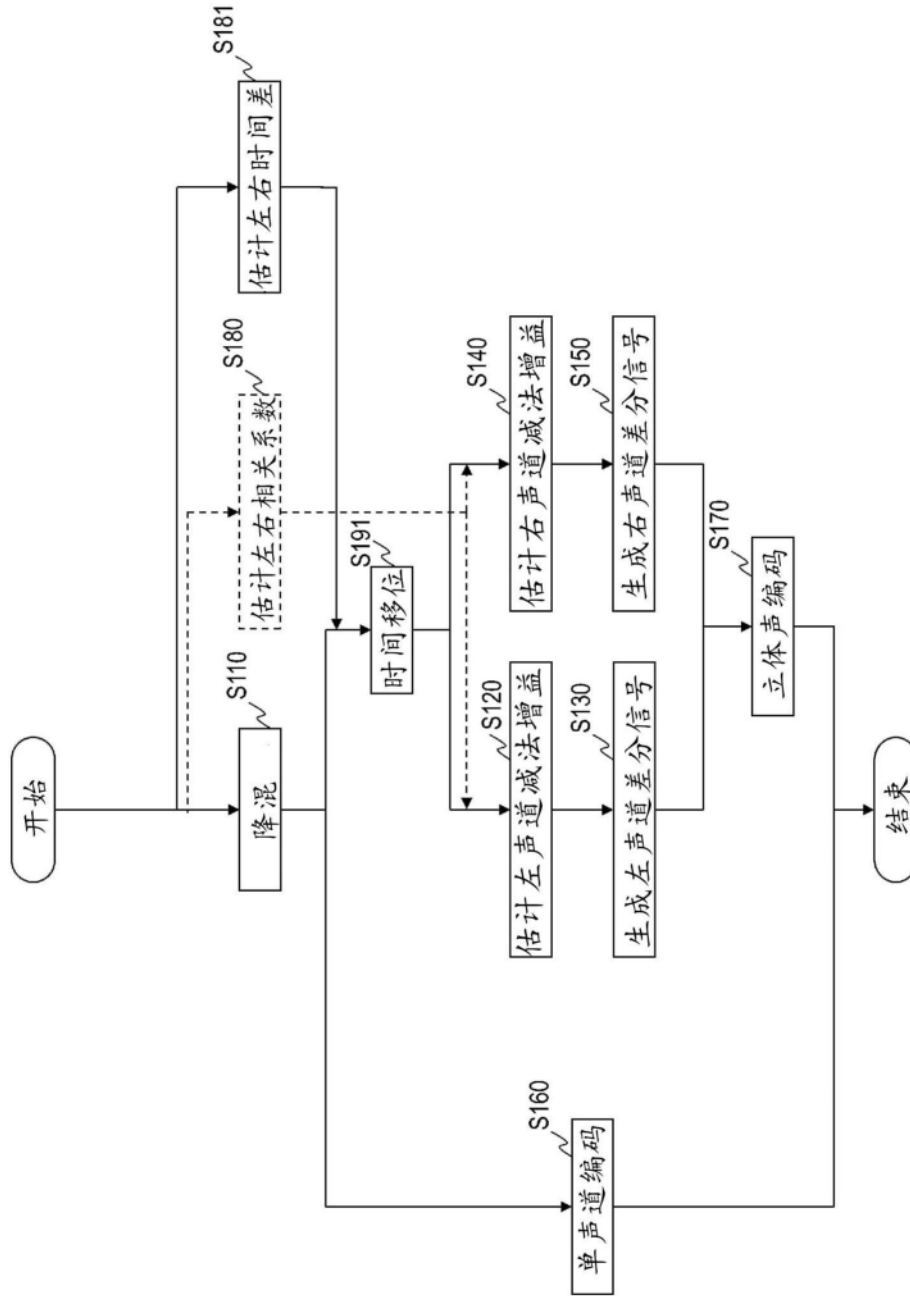 开始
S110
降混
S180
估计左右相关系数
S181
估计左右时间差
S191
时间移位
S120
估计左声道减法增益
S140
估计右声道减法增益
S160
单声道编码
S130
生成左声道差分信号
S150
生成右声道差分信号
S170
立体声编码
结束